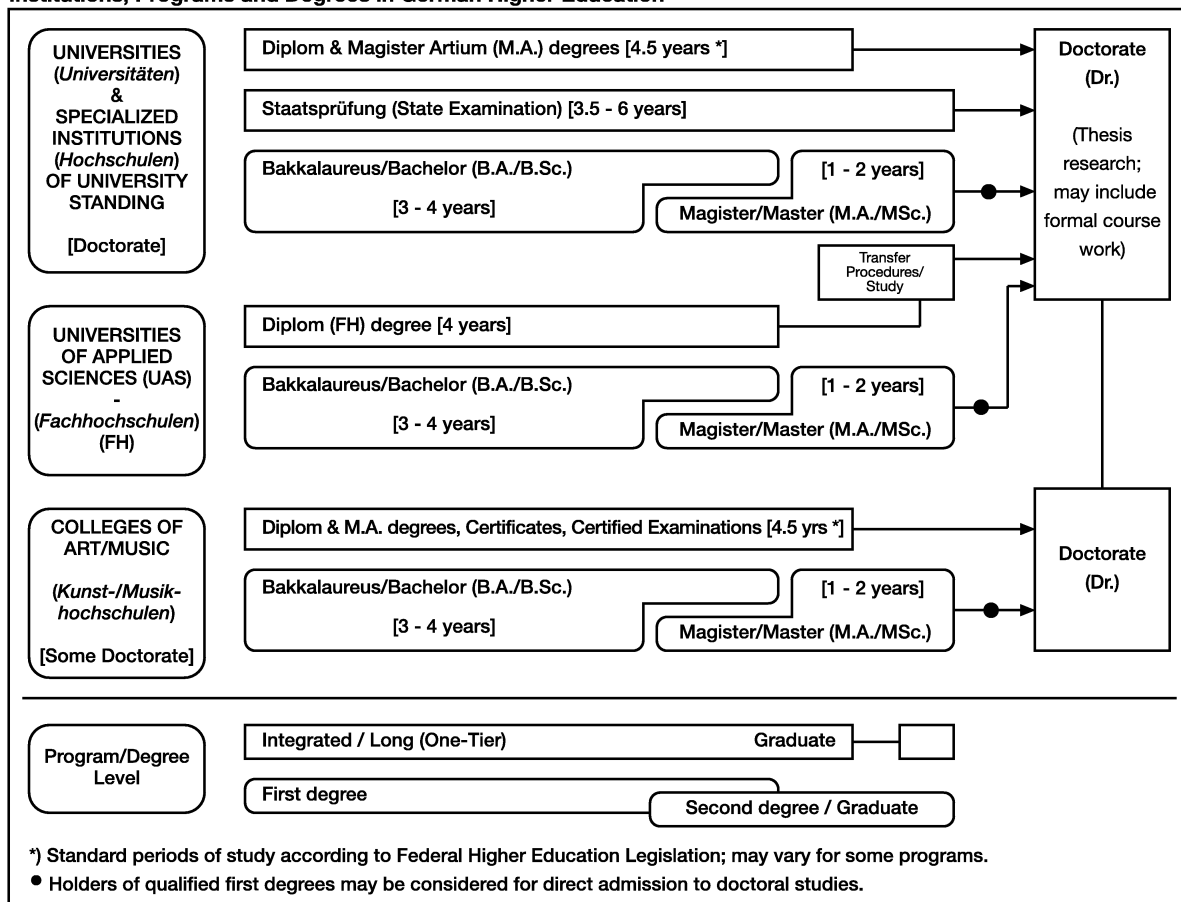 Institutions, Programs and Degrees in German Higher Education
UNIVERSITIES
(Universitäten)
&
SPECIALIZED
INSTITUTIONS
(Hochschulen)
OF UNIVERSITY
STANDING
[Doctorate]
Diplom & Magister Artium (M.A.) degrees [4.5 years *]
Staatsprüfung (State Examination) [3.5 - 6 years]
Bakkalaureus/Bachelor (B.A./B.Sc.)
[3 - 4 years]
[1 - 2 years]
Magister/Master (M.A./MSc.)
Transfer
Procedures/
Study
Doctorate
(Dr.)
(Thesis
research;
may include
formal course
work)
UNIVERSITIES
OF APPLIED
SCIENCES (UAS)
-
(Fachhochschulen)
(FH)
Diplom (FH) degree [4 years]
Bakkalaureus/Bachelor (B.A./B.Sc.)
[3 - 4 years]
[1 - 2 years]
Magister/Master (M.A./MSc.)
COLLEGES OF
ART/MUSIC
(Kunst-/Musik-
hochschulen)
[Some Doctorate]
Diplom & M.A. degrees, Certificates, Certified Examinations [4.5 yrs *]
Bakkalaureus/Bachelor (B.A./B.Sc.)
[3 - 4 years]
[1 - 2 years]
Magister/Master (M.A./MSc.)
Doctorate
(Dr.)
Program/Degree
Level
Integrated / Long (One-Tier)
Graduate
First degree
Second degree / Graduate
*) Standard periods of study according to Federal Higher Education Legislation; may vary for some programs.
● Holders of qualified first degrees may be considered for direct admission to doctoral studies.